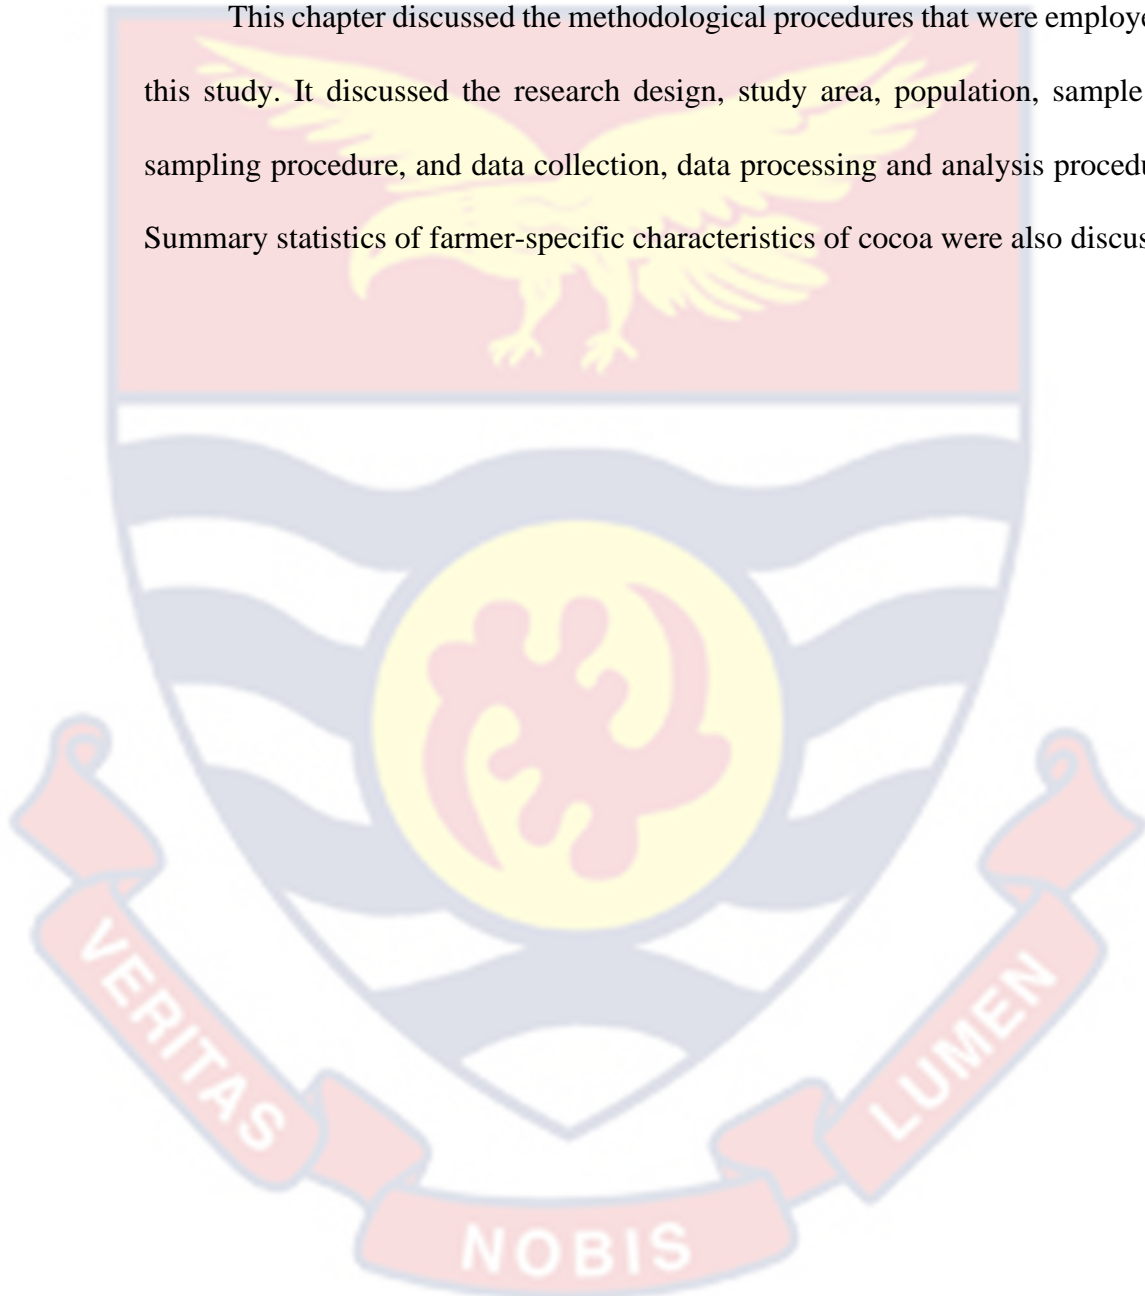 This chapter discussed the methodological procedures that were employe
this study. It discussed the research design, study area, population, sample
sampling procedure, and data collection, data processing and analysis procedu
Summary statistics of farmer-specific characteristics of cocoa were also discus
VERITAS
NOBIS
LUMEN